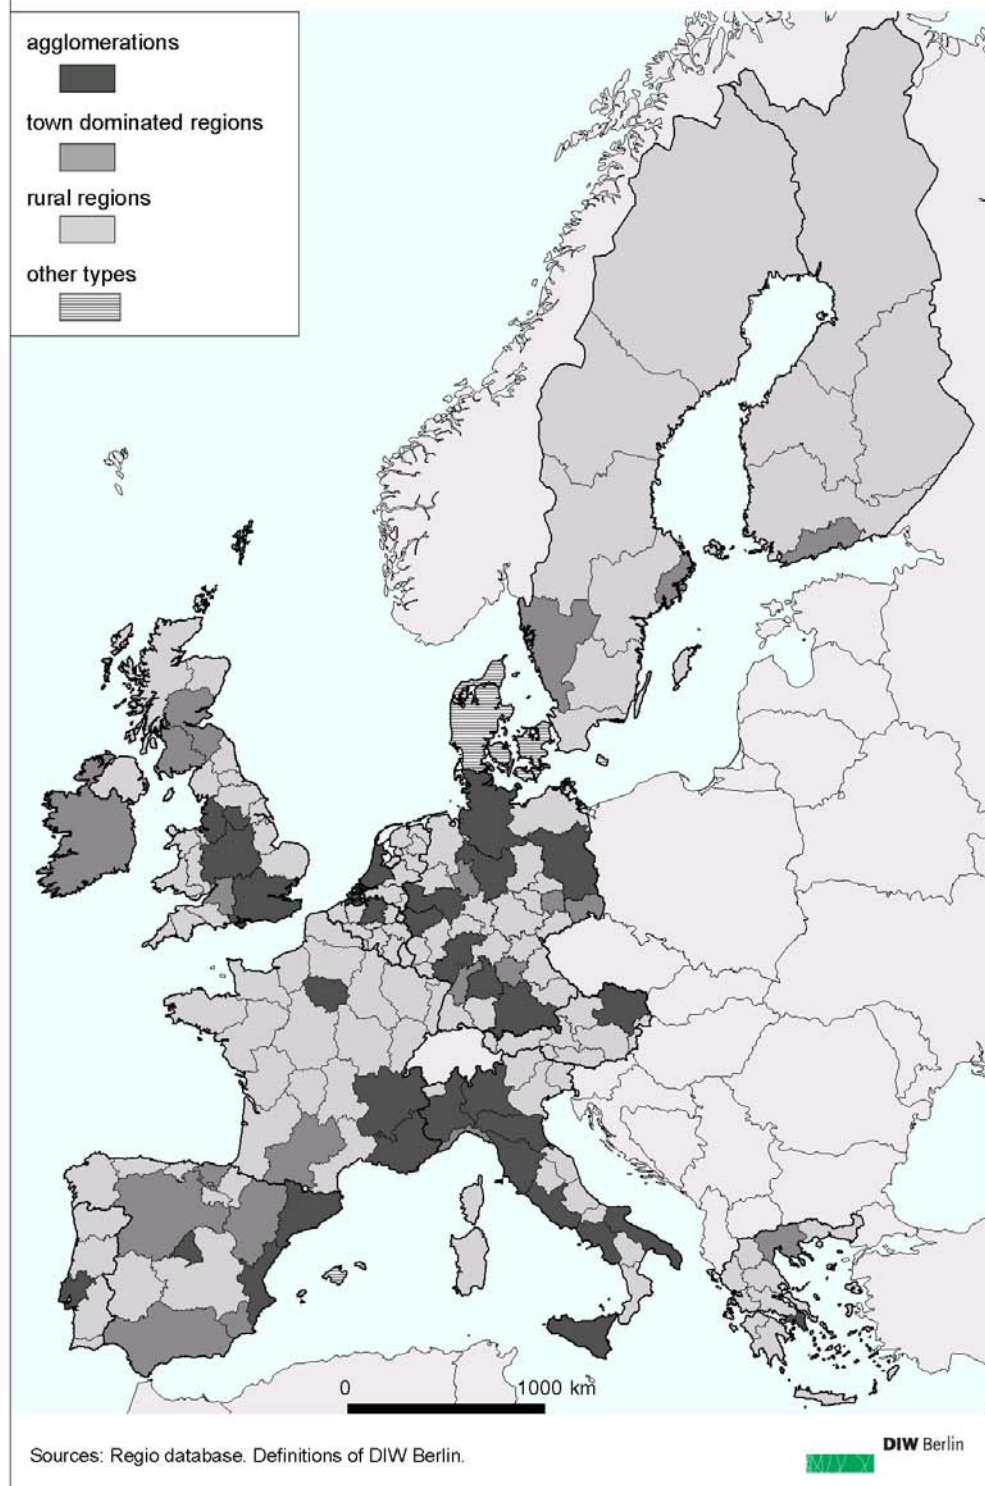 agglomerations
town dominated regions
rural regions
other types
0 1000 km
Sources: Regio database. Definitions of DIW Berlin.
DIW Berlin